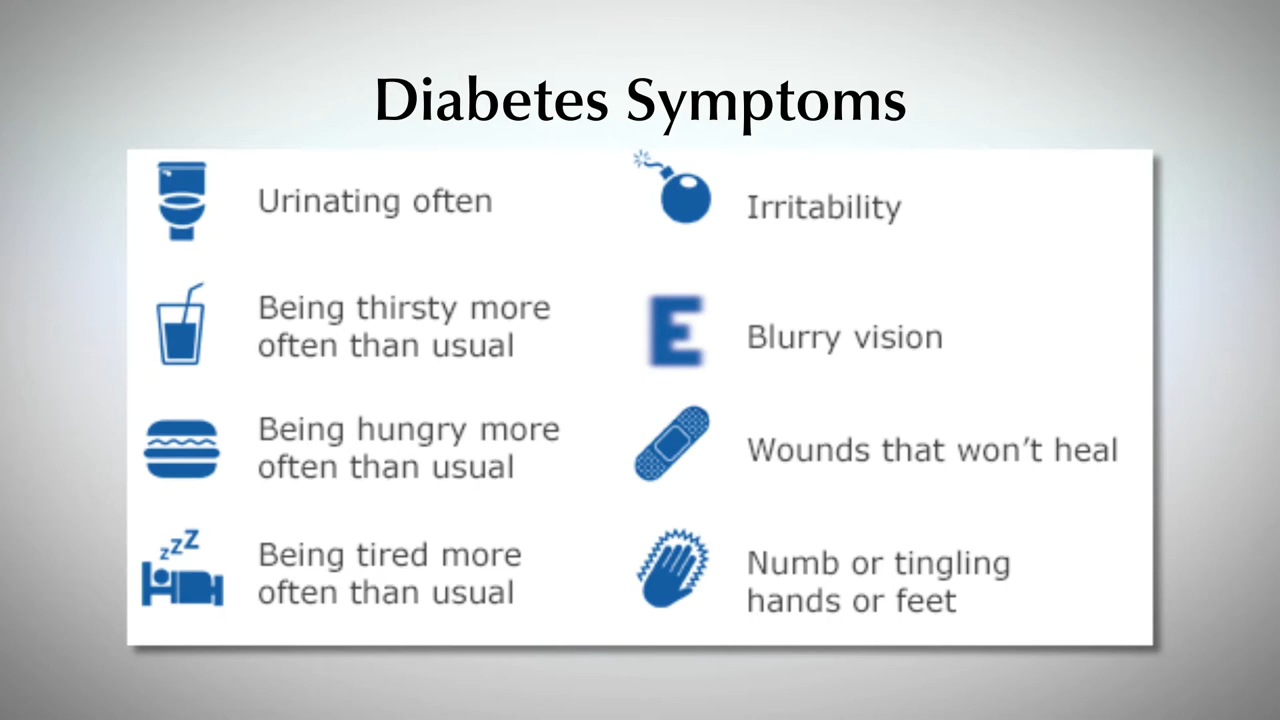 Diabetes Symptoms
Urinating often
Being thirsty more
often than usual
Being hungry more
often than usual
zzZ
Being tired more
often than usual
Irritability
E
Blurry vision
Wounds that won’t heal
Numb or tingling
hands or feet